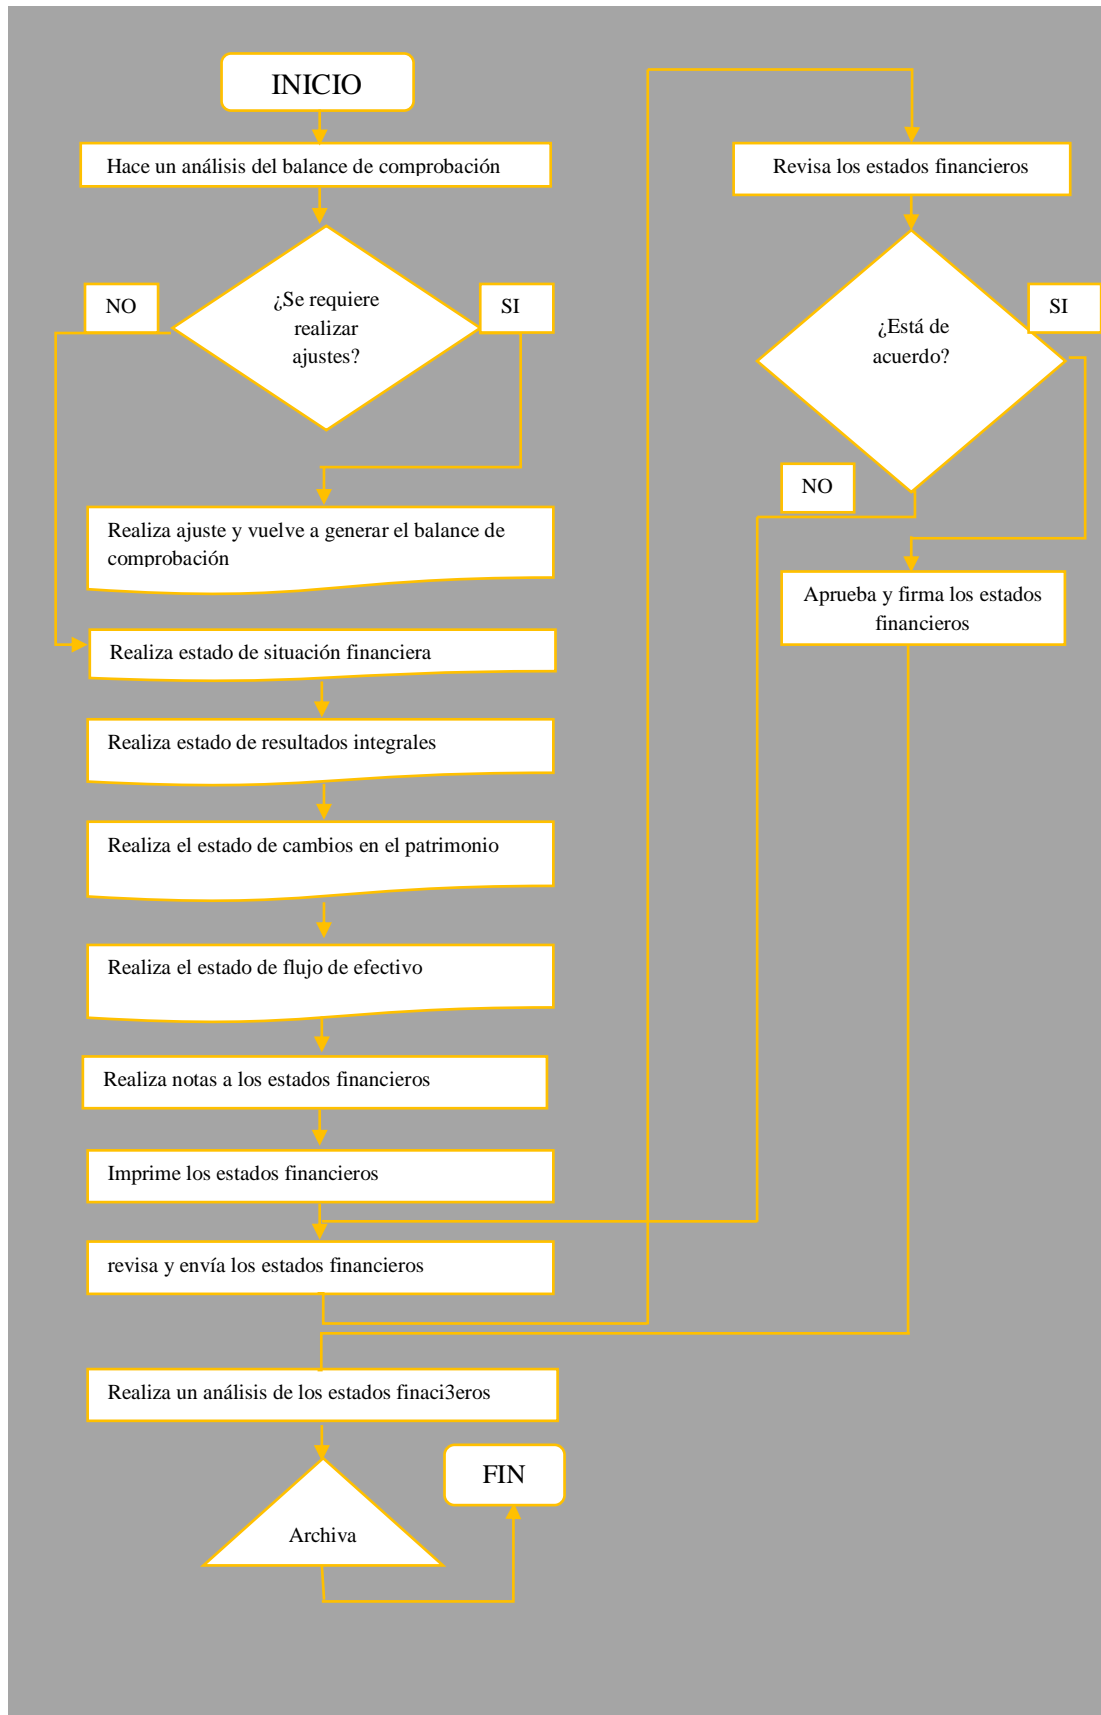 INICIO
Hace un análisis del balance de comprobación
NO
¿Se requiere
realizar
ajustes?
SI
Realiza ajuste y vuelve a generar el balance de
comprobación
Realiza estado de situación financiera
Realiza estado de resultados integrales
Realiza el estado de cambios en el patrimonio
Realiza el estado de flujo de efectivo
Realiza notas a los estados financieros
Imprime los estados financieros
revisa y envía los estados financieros
Realiza un análisis de los estados finaci3eros
Archiva
FIN
Revisa los estados financieros
SI
¿Está de
acuerdo?
NO
Aprueba y firma los estados
financieros